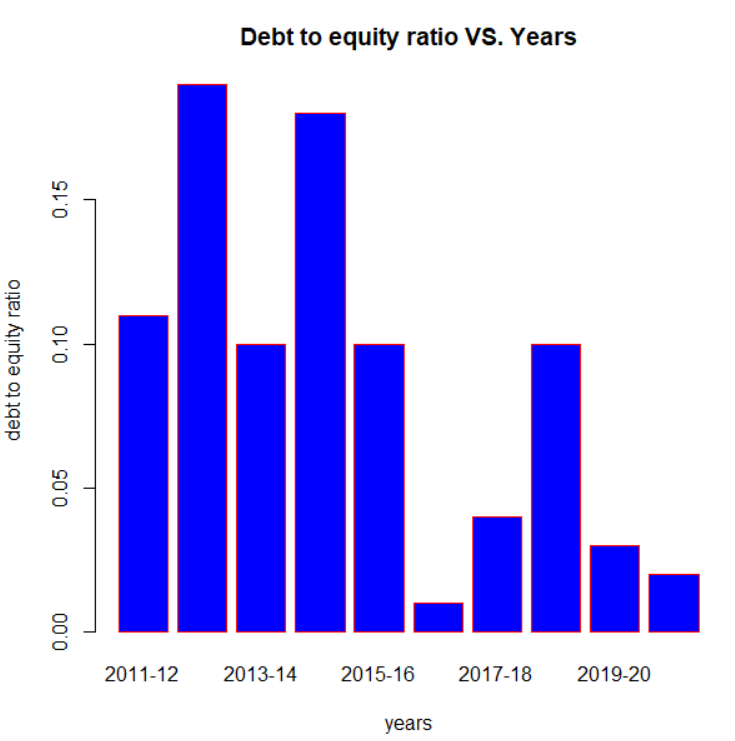 Debt to equity ratio VS. Years
debt to equity ratio
0.15
0.10
0.05
0.00
2011-12 2013-14 2015-16 2017-18 2019-20
years